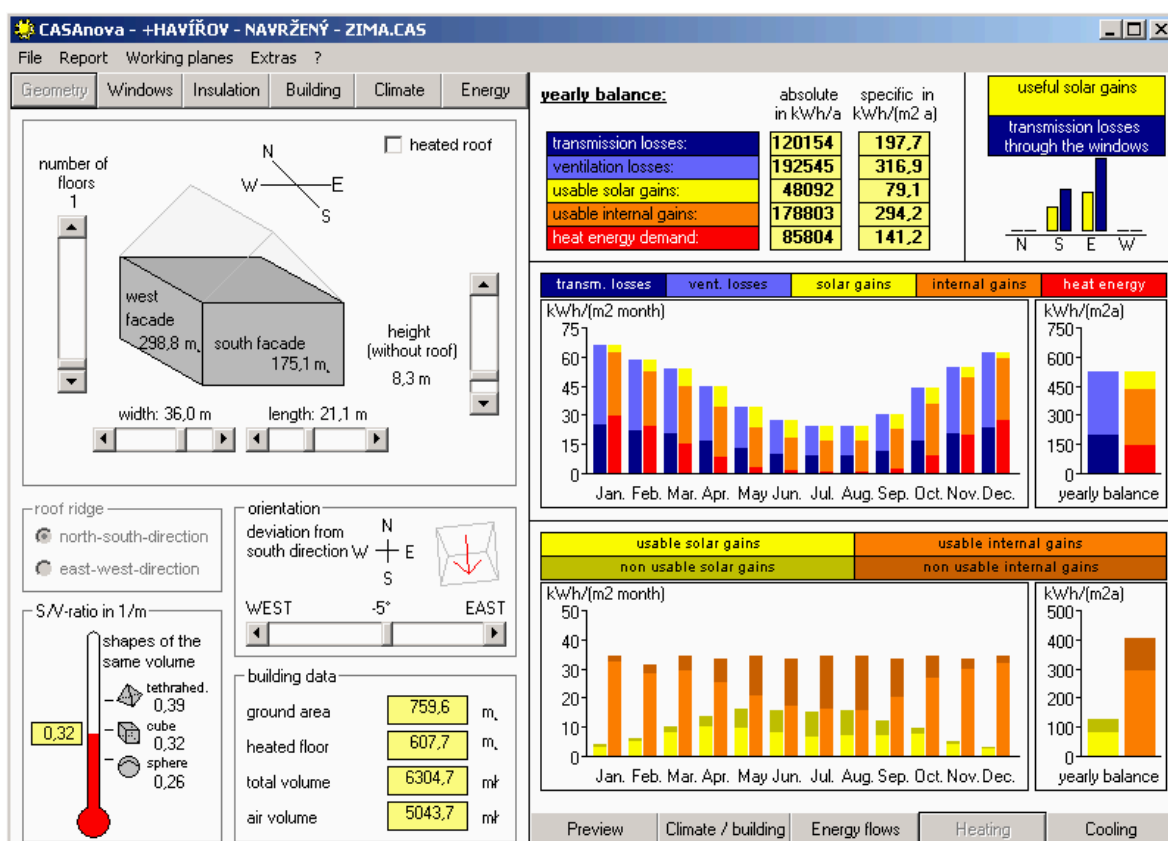 CASAnova - +HAVÍŘOV - NAVRŽENÝ - ZIMA.CAS
File Report Working planes Extras ?
Geometry Windows Insulation Building Climate Energy
number of
floors
1
N
W E
S
heated roof
west
facade
298,8 m˛
south facade
175,1 m˛
height
(without roof)
8,3 m
width: 36,0 m length: 21,1 m
roof ridge
north-south-direction
east-west-direction
orientation
deviation from
south direction
N
W E
S
WEST -5° EAST
S/V-ratio in 1/m
shapes of the
same volume
tethrahed.
0,39
cube
0,32
sphere
0,26
0,32
building data
ground area 759,6 m˛
heated floor 607,7 m˛
total volume 6304,7 mł
air volume 5043,7 mł
yearly balance: absolute in kWh/a specific in kWh/(m2 a)
transmission losses: 120154 197,7
ventilation losses: 192545 316,9
usable solar gains: 48092 79,1
usable internal gains: 178803 294,2
heat energy demand: 85804 141,2
useful solar gains
transmission losses
through the windows
N S E W
transm. losses vent. losses solar gains internal gains heat energy
kWh/(m2 month)
75
60
45
30
15
0
Jan. Feb. Mar. Apr. May Jun. Jul. Aug. Sep. Oct. Nov. Dec.
kWh/(m2a)
750
600
450
300
150
0
yearly balance
usable solar gains usable internal gains
non usable solar gains non usable internal gains
kWh/(m2 month)
50
40
30
20
10
0
Jan. Feb. Mar. Apr. May Jun. Jul. Aug. Sep. Oct. Nov. Dec.
kWh/(m2a)
500
400
300
200
100
0
yearly balance
Preview Climate / building Energy flows Heating Cooling